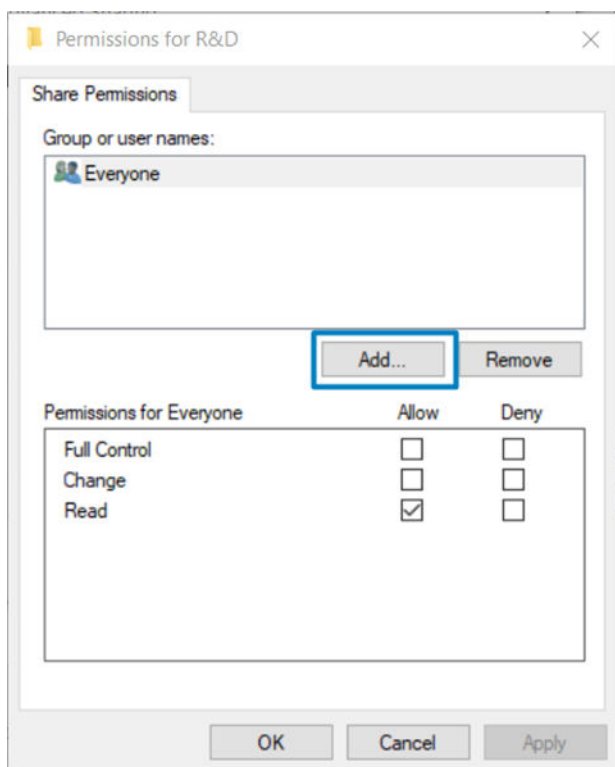 Permissions for R&D
Share Permissions
Group or user names:
Everyone
Add...
Remove
Permissions for Everyone
Allow
Deny
Full Control
Change
Read
OK
Cancel
Apply